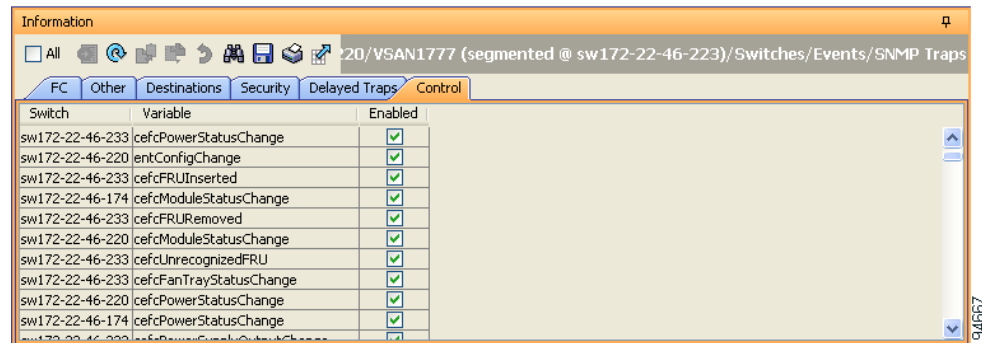 Information
All
220/VSAN1777 (segmented @ sw172-22-46-223)/Switches/Events/SNMP Traps
FC Other Destinations Security Delayed Traps Control
Switch Variable Enabled
sw172-22-46-233 cefcPowerStatusChange
sw172-22-46-220 entConfigChange
sw172-22-46-233 cefcFRUInserted
sw172-22-46-174 cefcModuleStatusChange
sw172-22-46-233 cefcFRURemoved
sw172-22-46-220 cefcModuleStatusChange
sw172-22-46-233 cefcUnrecognizedFRU
sw172-22-46-233 cefcFanTrayStatusChange
sw172-22-46-220 cefcPowerStatusChange
sw172-22-46-174 cefcPowerStatusChange
94667